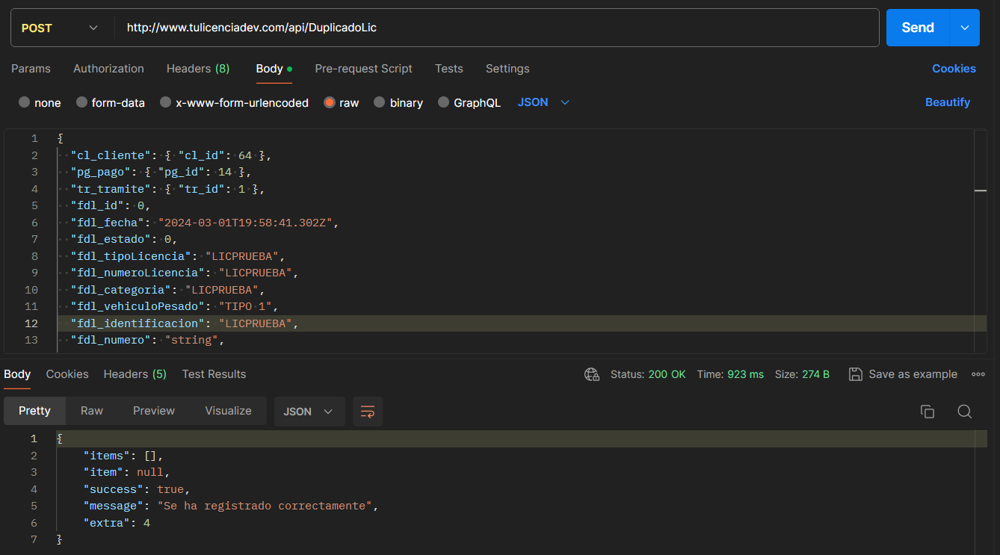 POST http://www.tulicenciadev.com/api/DuplicadoLic Send
Params Authorization Headers (8) Body Pre-request Script Tests Settings Cookies
none form-data x-www-form-urlencoded raw binary GraphQL JSON Beautify
1 {
2 "cl_cliente": { "cl_id": 64 },
3 "pg_pago": { "pg_id": 14 },
4 "tr_tramite": { "tr_id": 1 },
5 "fdl_id": 0,
6 "fdl_fecha": "2024-03-01T19:58:41.302Z",
7 "fdl_estado": 0,
8 "fdl_tipoLicencia": "LICPRUEBA",
9 "fdl_numeroLicencia": "LICPRUEBA",
10 "fdl_categoria": "LICPRUEBA",
11 "fdl_vehiculoPesado": "TIPO 1",
12 "fdl_identificacion": "LICPRUEBA",
13 "fdl_numero": "string",
Body Cookies Headers (5) Test Results Status: 200 OK Time: 923 ms Size: 274 B Save as example
Pretty Raw Preview Visualize JSON
1 {
2 "items": [],
3 "item": null,
4 "success": true,
5 "message": "Se ha registrado correctamente",
6 "extra": 4
7 }